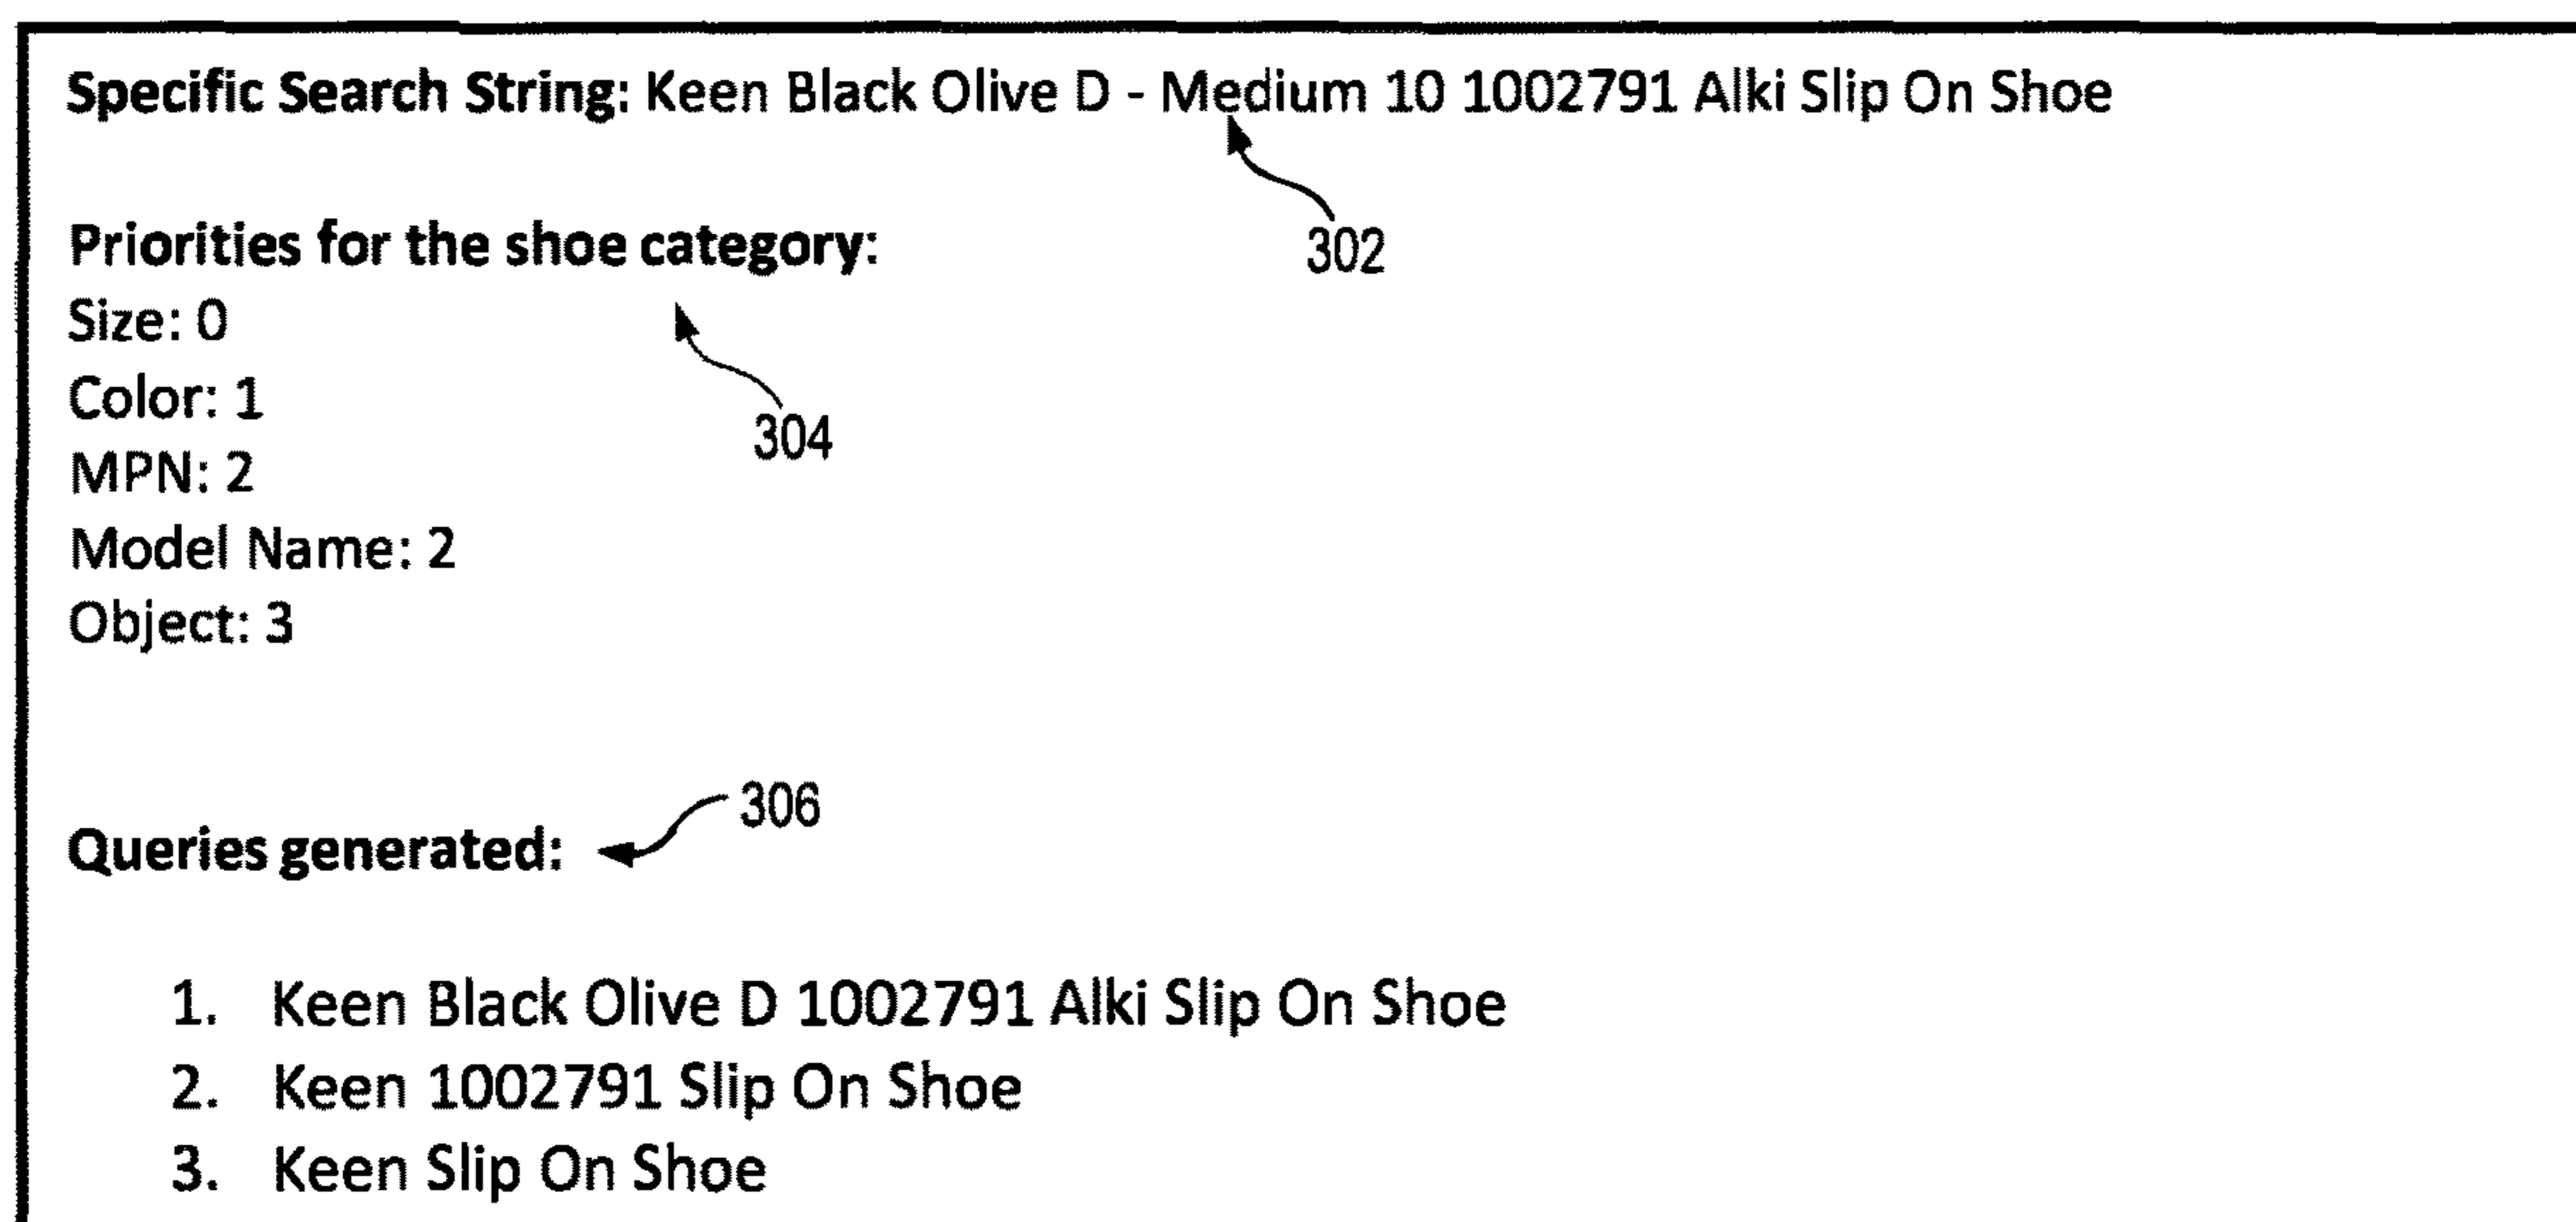 Specific Search String: Keen Black Olive D - Medium 10 1002791 Alki Slip On Shoe
302
Priorities for the shoe category:
Size: 0
304
Color: 1
MPN: 2
Model Name: 2
Object: 3
306
Queries generated:
1. Keen Black Olive D 1002791 Alki Slip On Shoe
2. Keen 1002791 Slip On Shoe
3. Keen Slip On Shoe